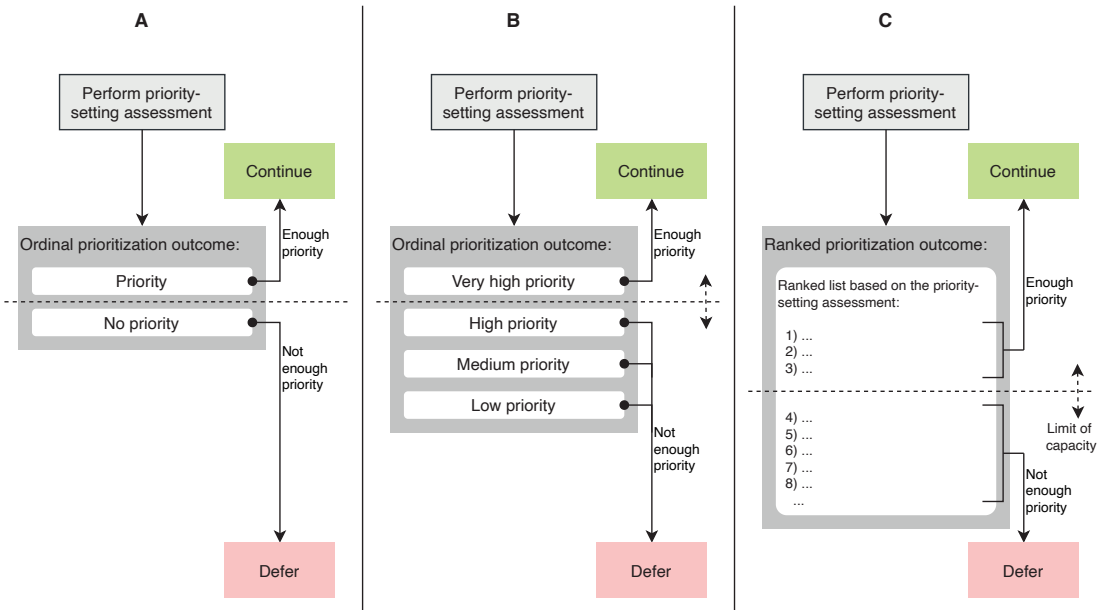 A
Perform priority-
setting assessment
Continue
Ordinal prioritization outcome:
Enough
priority
Priority
No priority
Not
enough
priority
Defer
B
Perform priority-
setting assessment
Continue
Ordinal prioritization outcome:
Enough
priority
Very high priority
High priority
Medium priority
Low priority
Not enough
priority
Defer
C
Perform priority-
setting assessment
Continue
Ranked prioritization outcome:
Ranked list based on the priority-
setting assessment:
Enough
priority
1) ...
2) ...
3) ...
Limit of
capacity
4) ...
5) ...
6) ...
7) ...
8) ...
...
Not
enough
priority
Defer